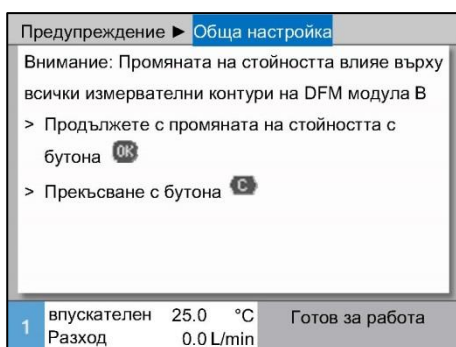 Предупреждение ► Обща настройка
Внимание: Промяната на стойността влияе върху
всички измервателни контури на DFM модула B
> Продължете с промяната на стойността с
бутона OK
> Прекъсване с бутона C
1
впускателен 25.0 °C
Разход 0.0 L/min
Готов за работа